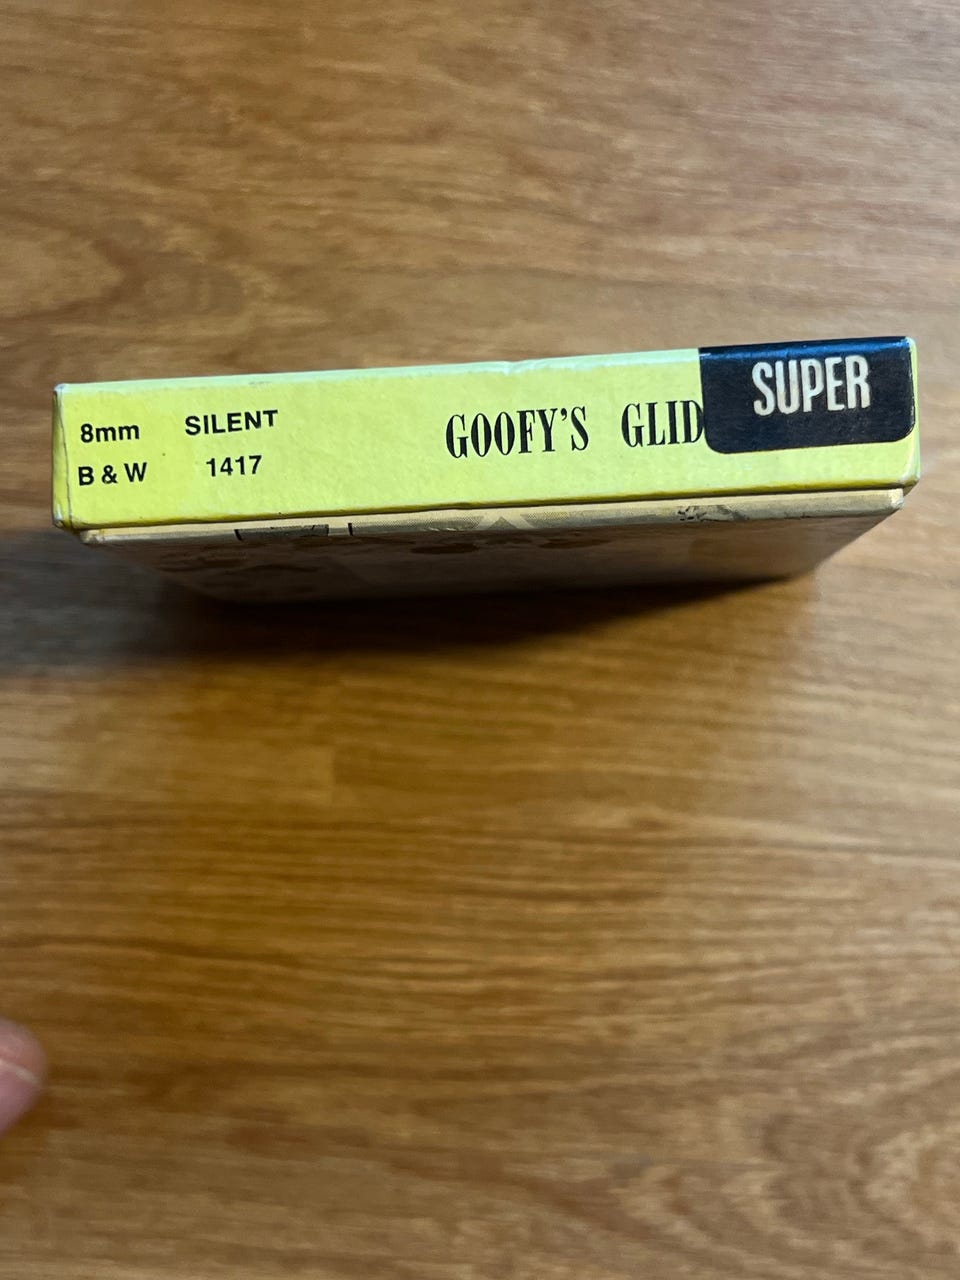 8mm SILENT
B & W 1417
GOOFY'S GLID
SUPER